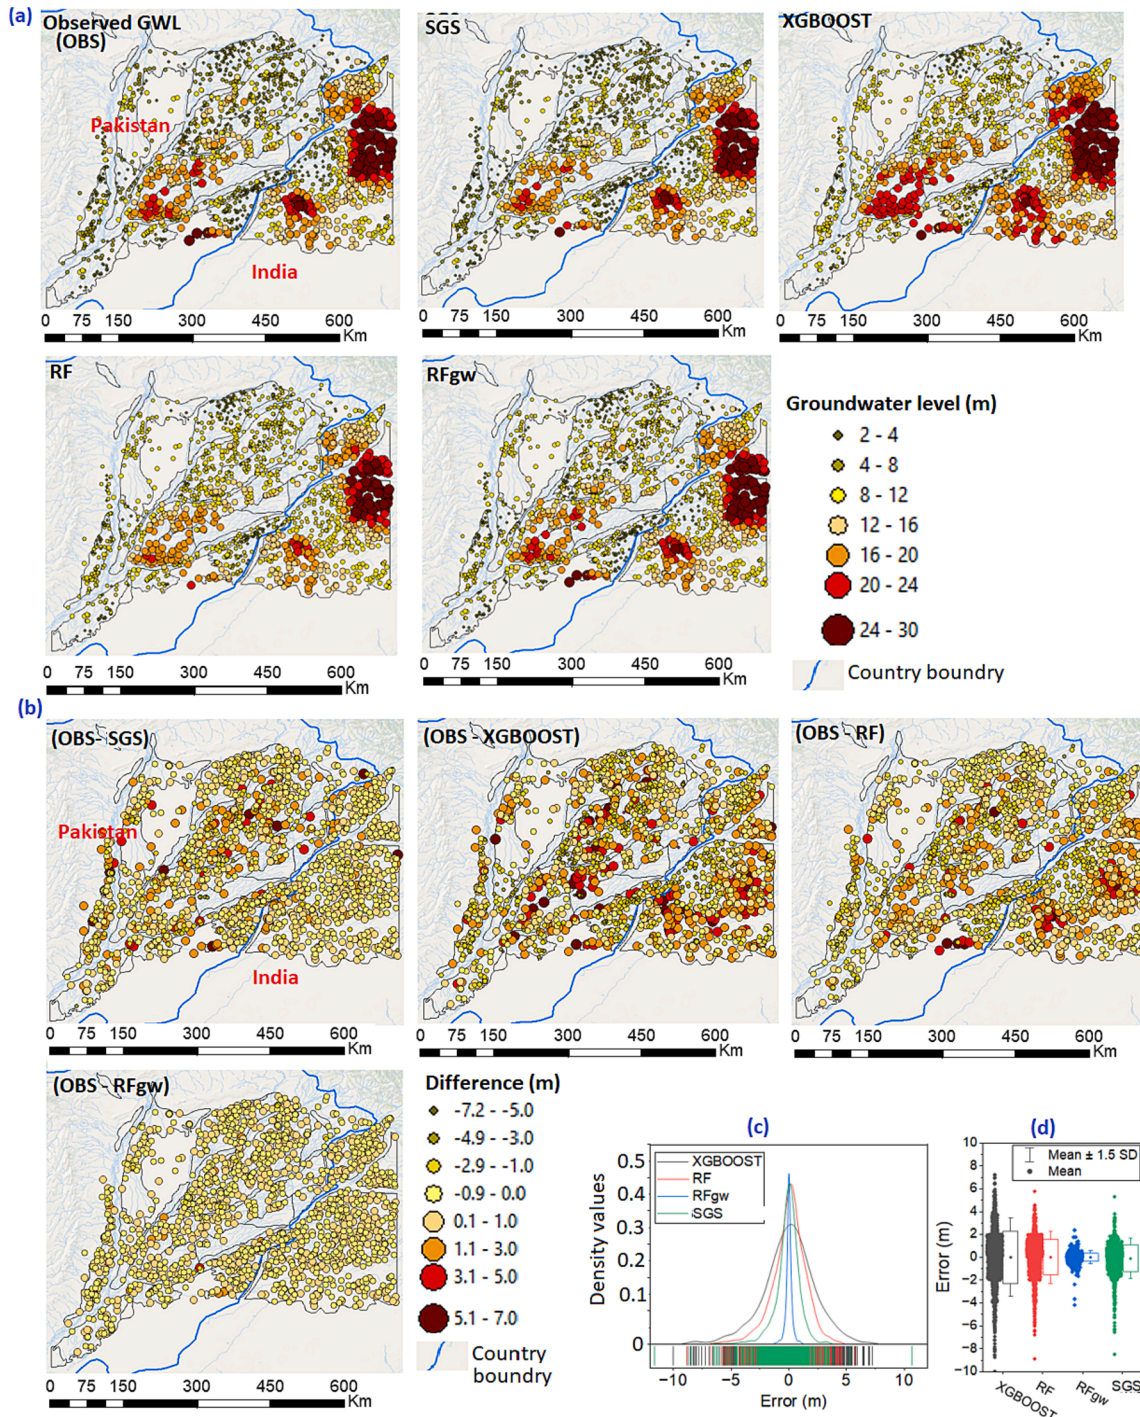 (a)
Observed GWL
(OBS)
SGS
XGBOOST
Pakistan
India
0 75 150 300 450 600
Km
0 75 150 300 450 600
Km
0 75 150 300 450 600
Km
RF
RFgw
Groundwater level (m)
2 - 4
4 - 8
8 - 12
12 - 16
16 - 20
20 - 24
24 - 30
Country boundry
0 75 150 300 450 600
Km
0 75 150 300 450 600
Km
(b)
(OBS- SGS)
(OBS - XGBOOST)
(OBS - RF)
Pakistan
India
0 75 150 300 450 600
Km
0 75 150 300 450 600
Km
0 75 150 300 450 600
Km
(OBS - RFgw)
Difference (m)
-7.2 - -5.0
-4.9 - -3.0
-2.9 - -1.0
-0.9 - 0.0
0.1 - 1.0
1.1 - 3.0
3.1 - 5.0
5.1 - 7.0
Country
boundry
0 75 150 300 450 600
Km
(c)
Density values
0.5
0.4
0.3
0.2
0.1
0
XGBOOST
RF
RFgw
SGS
−10 −5 0 5 10
Error (m)
(d)
Error (m)
10
8
6
4
2
0
−2
−4
−6
−8
−10
Mean ± 1.5 SD
Mean
XGBOOST RF RFgw SGS